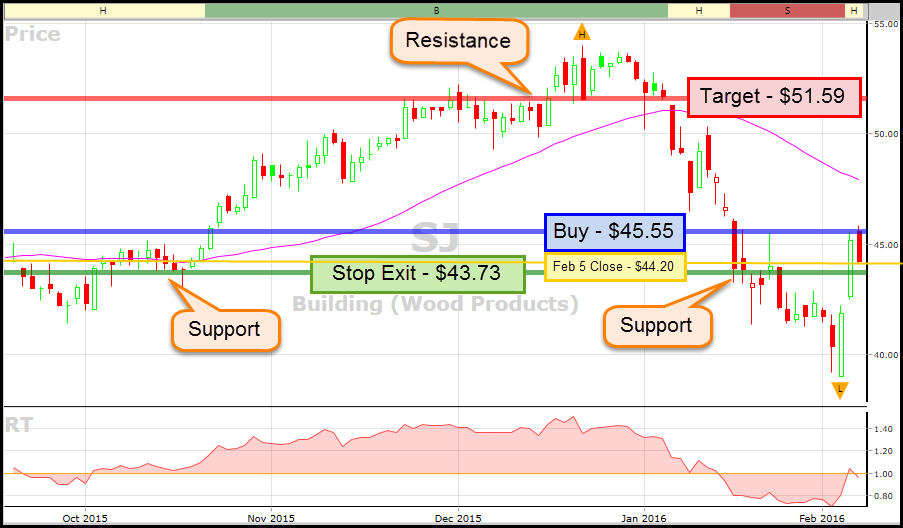 H B H S H
Price
55.00
H
Resistance
Target - $51.59
50.00
SJ
Buy - $45.55
45.00
Feb 5 Close - $44.20
Stop Exit - $43.73
Building (Wood Products)
Support
Support
40.00
L
RT
1.40
1.20
1.00
0.80
Oct 2015 Nov 2015 Dec 2015 Jan 2016 Feb 2016